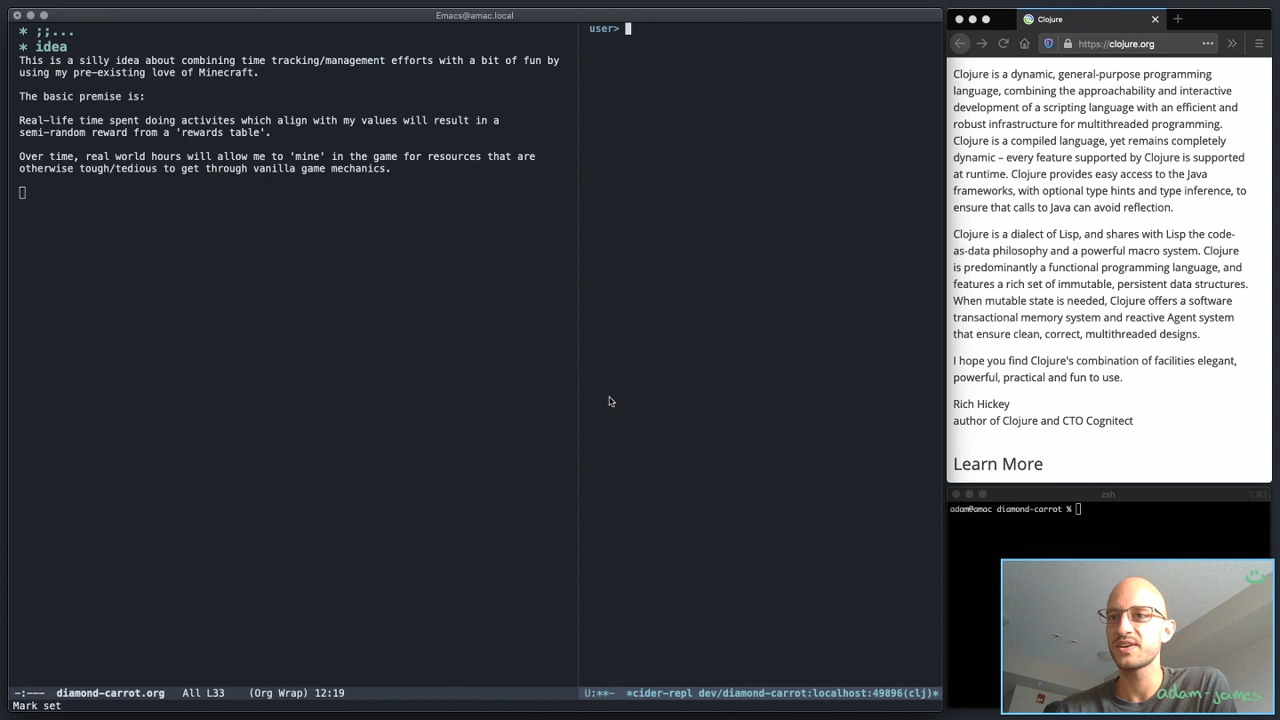 Emacs@amac.local
* ;;...
* idea
This is a silly idea about combining time tracking/management efforts with a bit of fun by
using my pre-existing love of Minecraft.
The basic premise is:
Real-life time spent doing activites which align with my values will result in a
semi-random reward from a 'rewards table'.
Over time, real world hours will allow me to 'mine' in the game for resources that are
otherwise tough/tedious to get through vanilla game mechanics.
-:--- diamond-carrot.org All L33 (Org Wrap) 12:19
Mark set
user>
U:**- *cider-repl dev/diamond-carrot:localhost:49896(clj)*
Clojure
https://clojure.org
Clojure is a dynamic, general-purpose programming
language, combining the approachability and interactive
development of a scripting language with an efficient and
robust infrastructure for multithreaded programming.
Clojure is a compiled language, yet remains completely
dynamic – every feature supported by Clojure is supported
at runtime. Clojure provides easy access to the Java
frameworks, with optional type hints and type inference, to
ensure that calls to Java can avoid reflection.
Clojure is a dialect of Lisp, and shares with Lisp the code-
as-data philosophy and a powerful macro system. Clojure
is predominantly a functional programming language, and
features a rich set of immutable, persistent data structures.
When mutable state is needed, Clojure offers a software
transactional memory system and reactive Agent system
that ensure clean, correct, multithreaded designs.
I hope you find Clojure's combination of facilities elegant,
powerful, practical and fun to use.
Rich Hickey
author of Clojure and CTO Cognitect
Learn More
zsh
⌥⌘1
adam@amac diamond-carrot %
adam-james